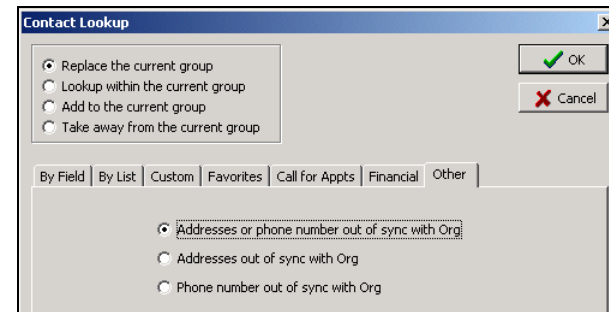 Contact Lookup
Replace the current group
Lookup within the current group
Add to the current group
Take away from the current group
OK
Cancel
By Field By List Custom Favorites Call for Appts Financial Other
Addresses or phone number out of sync with Org
Addresses out of sync with Org
Phone number out of sync with Org